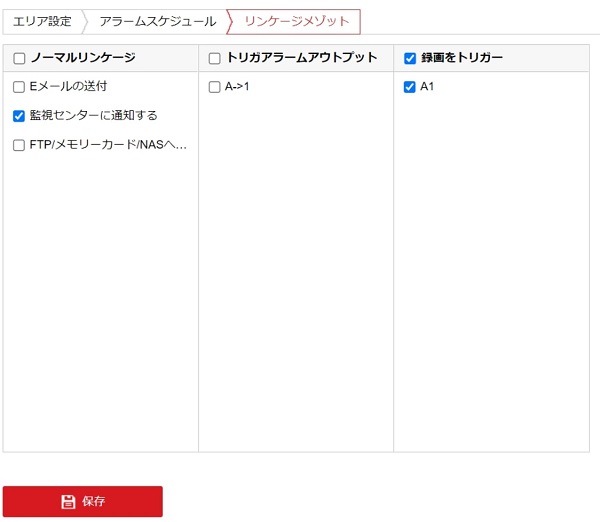 エリア設定 アラームスケジュール リンケージメゾット
ノーマルリンケージ トリガアラームアウトプット 録画をトリガー
Eメールの送付 A->1 A1
監視センターに通知する
FTP/メモリーカード/NASへ...
保存